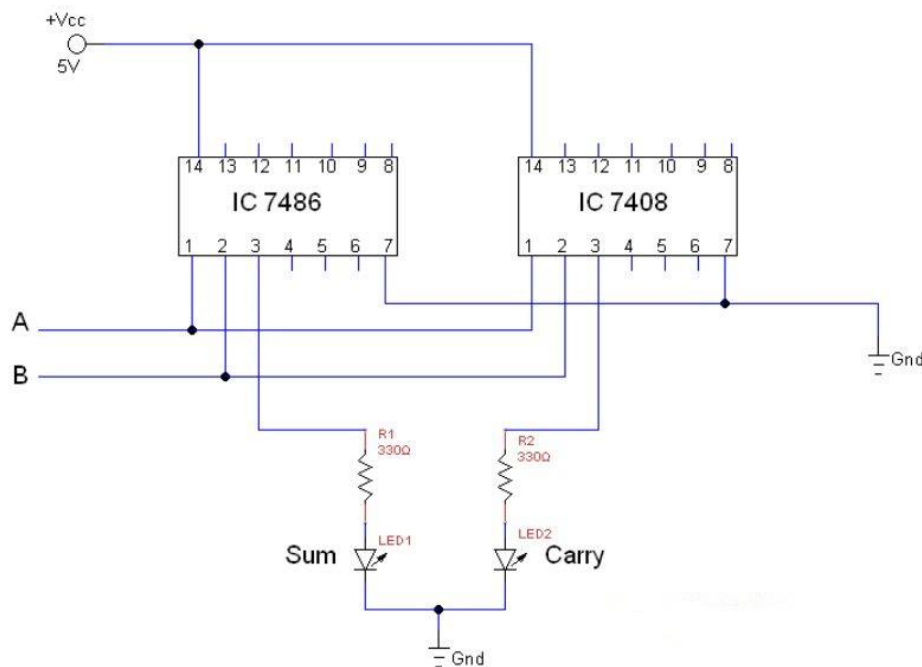 +Vcc
5V
14 13 12 11 10 9 8
14 13 12 11 10 9 8
IC 7486
IC 7408
1 2 3 4 5 6 7
1 2 3 4 5 6 7
A
Gnd
B
R1
330Ω
R2
330Ω
Sum
LED1
LED2
Carry
Gnd